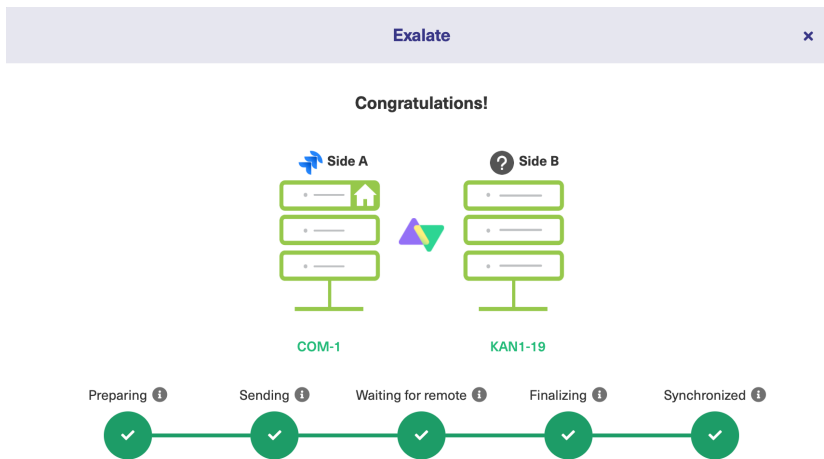 Exalate
Congratulations!
Side A
Side B
COM-1
KAN1-19
Preparing
Sending
Waiting for remote
Finalizing
Synchronized